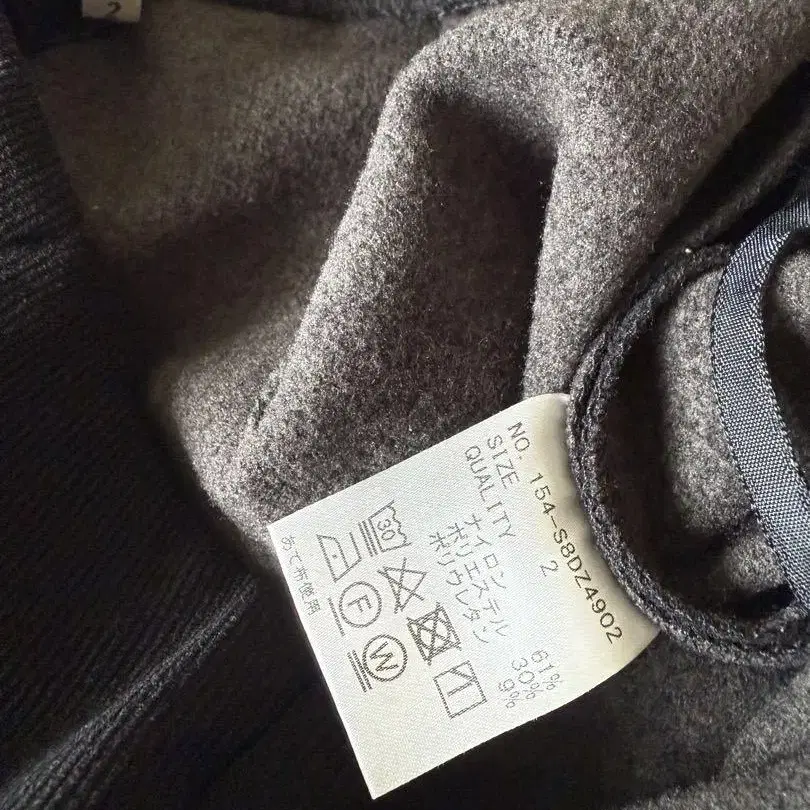 2
NO. 154-S8DZ4902
SIZE 2
QUALITY
ナイロン 61%
ポリエステル 30%
ポリウレタン 9%
30
F
W
あて布使用